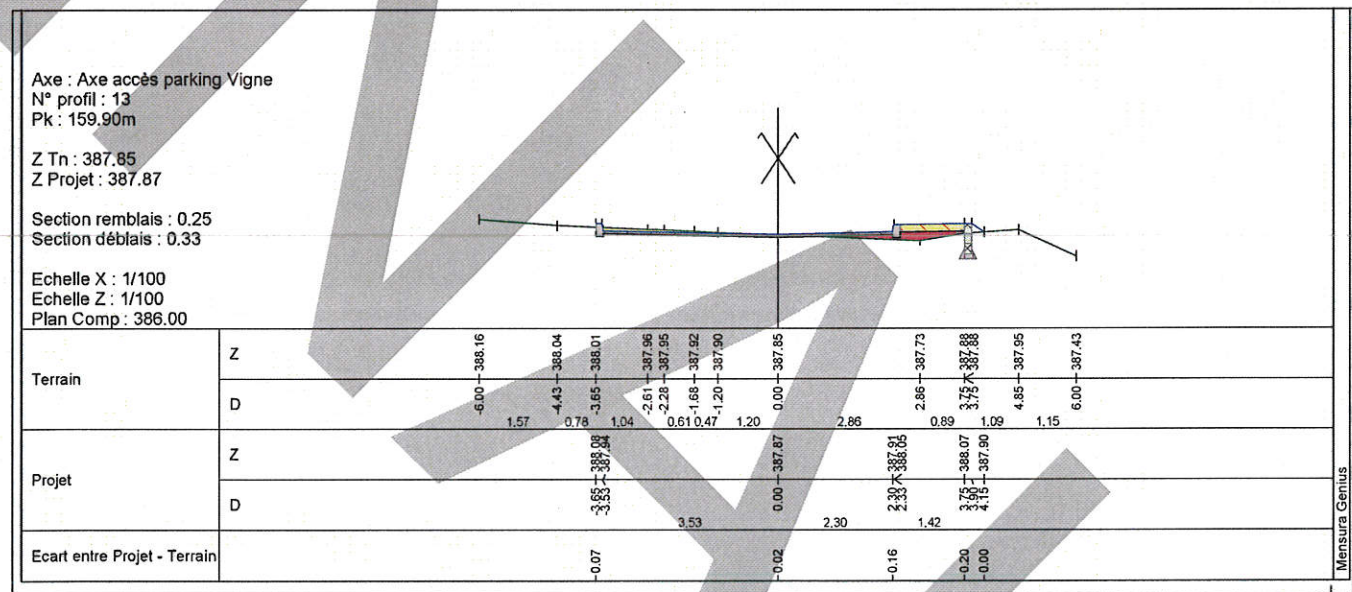 Axe : Axe accès parking Vigne
N° profil : 13
Pk : 159.90m
Z Tn : 387.85
Z Projet : 387.87
Section remblais : 0.25
Section déblais : 0.33
Echelle X : 1/100
Echelle Z : 1/100
Plan Comp : 386.00
Terrain
Z
388.16 388.04 388.01 387.96 387.95 387.92 387.90 387.85 387.73 387.88 387.88 387.95 387.43
D
-6.00 -4.43 -3.65 -2.61 -2.28 -1.68 -1.20 0.00 2.86 3.75 3.75 4.85 6.00
1.57 0.78 1.04 0.61 0.47 1.20 2.86 0.89 1.09 1.15
Projet
Z
388.08 387.94 387.87 387.91 388.05 388.07 387.90
D
-3.65 -3.53 0.00 2.30 2.33 3.75 3.90 4.15
3.53 2.30 1.42
Ecart entre Projet - Terrain
0.07 0.02 0.16 0.20 0.00
Mensura Genius